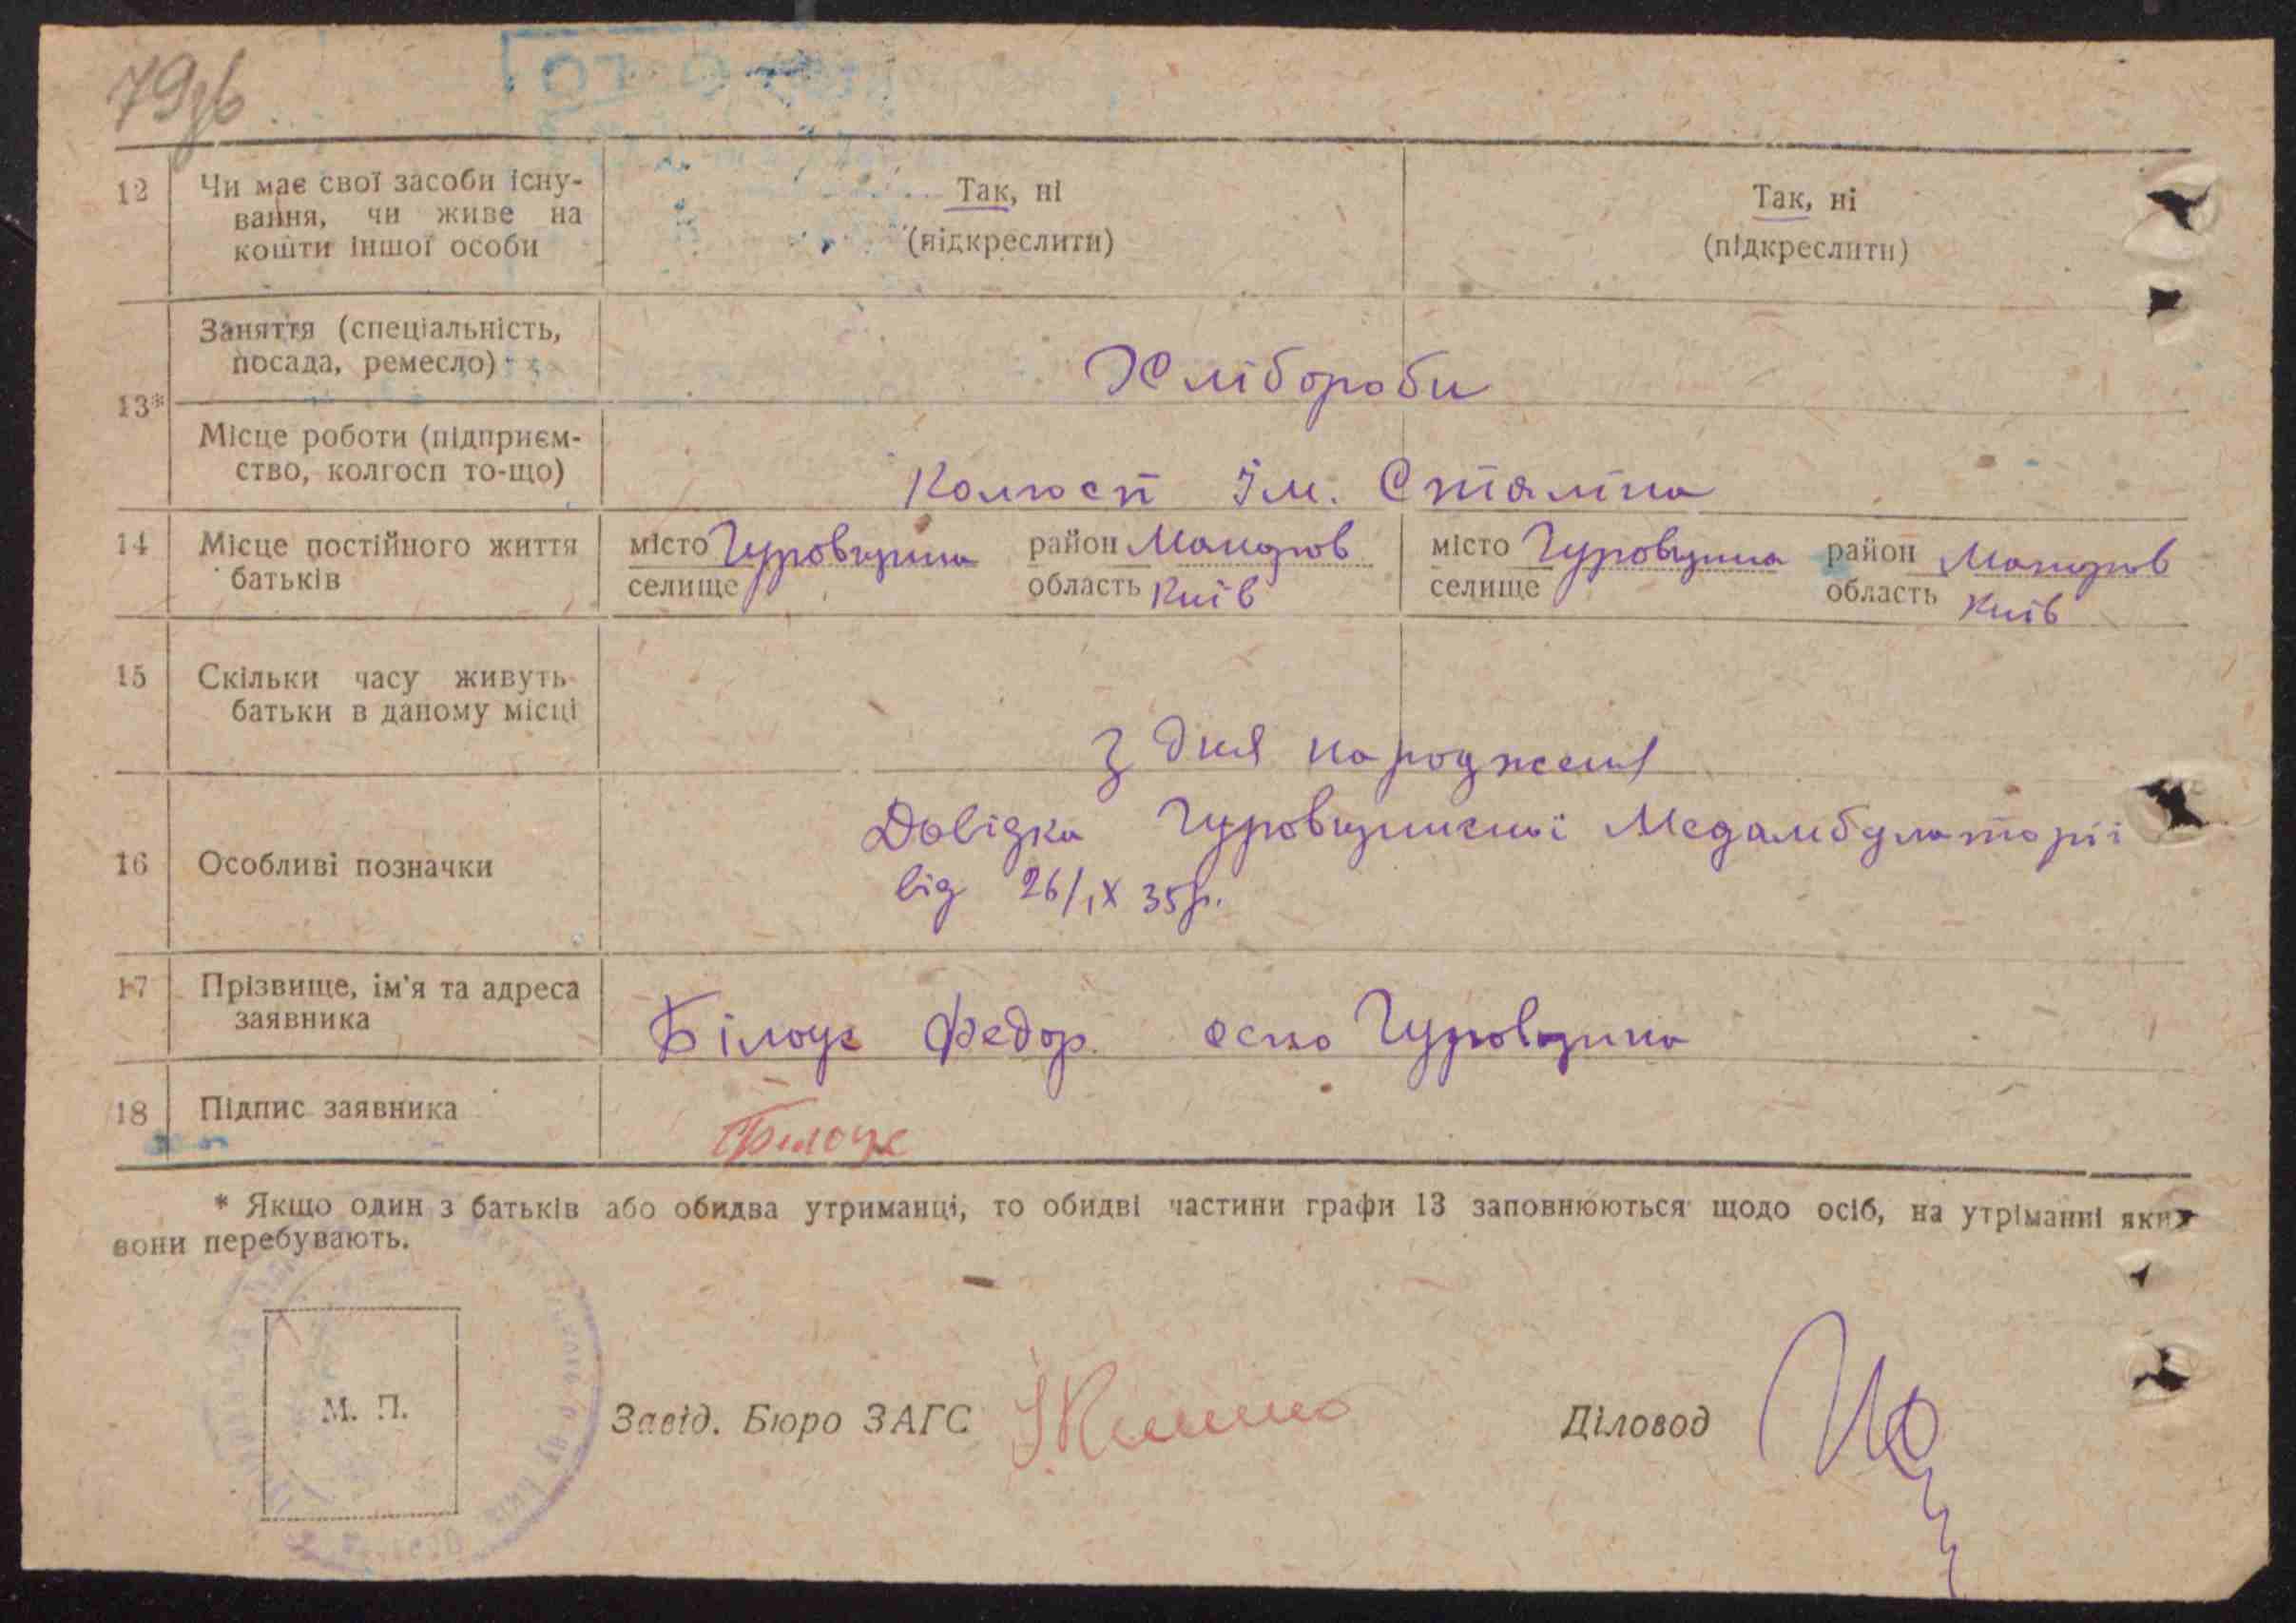 79зв
12 Чи має свої засоби існу-
вання, чи живе на
кошти іншої особи
Так, ні
(підкреслити)
Так, ні
(підкреслити)
13*
Заняття (спеціальність,
посада, ремесло)
Хлібороби
Місце роботи (підприєм-
ство, колгосп то-що)
Колгосп Ім. Сталіна
14 Місце постійного життя
батьків
місто Гуровщина район Макарів
селище область Київ
місто Гуровщина район Макарів
селище область Київ
15 Скільки часу живуть
батьки в даному місці
З дня народженя
16 Особливі позначки
Довідка Гуровщинської Медамбулаторії
від 26/IX 35р.
17 Прізвище, ім'я та адреса
заявника
Білоус Федор село Гуровщина
18 Підпис заявника
Білоус
* Якщо один з батьків або обидва утриманці, то обидві частини графи 13 заповнюються щодо осіб, на утріманні яких
вони перебувають.
М. П.
Завід. Бюро ЗАГС
Діловод